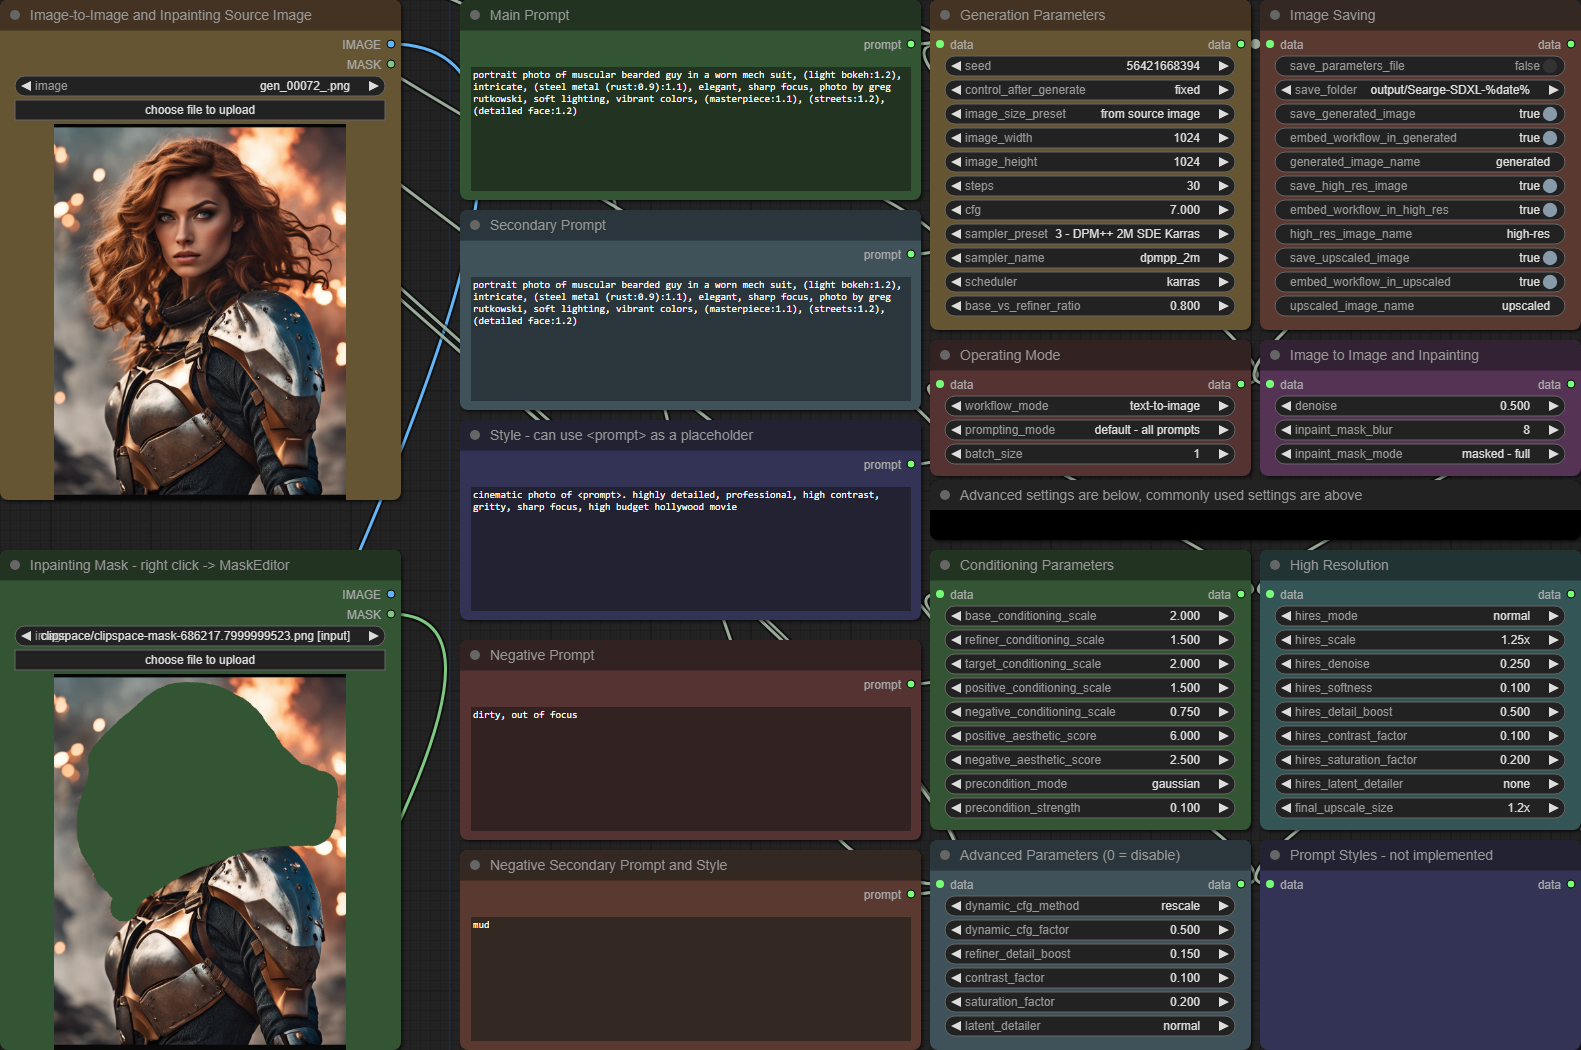 Image-to-Image and Inpainting Source Image
IMAGE
MASK
image gen_00072_.png
choose file to upload
Inpainting Mask - right click -> MaskEditor
IMAGE
MASK
clipspace/clipspace-mask-686217.7999999523.png [input]
choose file to upload
Main Prompt
prompt
portrait photo of muscular bearded guy in a worn mech suit, (light bokeh:1.2),
intricate, (steel metal (rust:0.9):1.1), elegant, sharp focus, photo by greg
rutkowski, soft lighting, vibrant colors, (masterpiece:1.1), (streets:1.2),
(detailed face:1.2)
Secondary Prompt
prompt
portrait photo of muscular bearded guy in a worn mech suit, (light bokeh:1.2),
intricate, (steel metal (rust:0.9):1.1), elegant, sharp focus, photo by greg
rutkowski, soft lighting, vibrant colors, (masterpiece:1.1), (streets:1.2),
(detailed face:1.2)
Style - can use <prompt> as a placeholder
prompt
cinematic photo of <prompt>. highly detailed, professional, high contrast,
gritty, sharp focus, high budget hollywood movie
Negative Prompt
prompt
dirty, out of focus
Negative Secondary Prompt and Style
prompt
mud
Generation Parameters
data data
seed 56421668394
control_after_generate fixed
image_size_preset from source image
image_width 1024
image_height 1024
steps 30
cfg 7.000
sampler_preset 3 - DPM++ 2M SDE Karras
sampler_name dpmpp_2m
scheduler karras
base_vs_refiner_ratio 0.800
Image Saving
data data
save_parameters_file false
save_folder output/Searge-SDXL-%date%
save_generated_image true
embed_workflow_in_generated true
generated_image_name generated
save_high_res_image true
embed_workflow_in_high_res true
high_res_image_name high-res
save_upscaled_image true
embed_workflow_in_upscaled true
upscaled_image_name upscaled
Operating Mode
data data
workflow_mode text-to-image
prompting_mode default - all prompts
batch_size 1
Image to Image and Inpainting
data data
denoise 0.500
inpaint_mask_blur 8
inpaint_mask_mode masked - full
Advanced settings are below, commonly used settings are above
Conditioning Parameters
data data
base_conditioning_scale 2.000
refiner_conditioning_scale 1.500
target_conditioning_scale 2.000
positive_conditioning_scale 1.500
negative_conditioning_scale 0.750
positive_aesthetic_score 6.000
negative_aesthetic_score 2.500
precondition_mode gaussian
precondition_strength 0.100
High Resolution
data data
hires_mode normal
hires_scale 1.25x
hires_denoise 0.250
hires_softness 0.100
hires_detail_boost 0.500
hires_contrast_factor 0.100
hires_saturation_factor 0.200
hires_latent_detailer none
final_upscale_size 1.2x
Advanced Parameters (0 = disable)
data data
dynamic_cfg_method rescale
dynamic_cfg_factor 0.500
refiner_detail_boost 0.150
contrast_factor 0.100
saturation_factor 0.200
latent_detailer normal
Prompt Styles - not implemented
data data